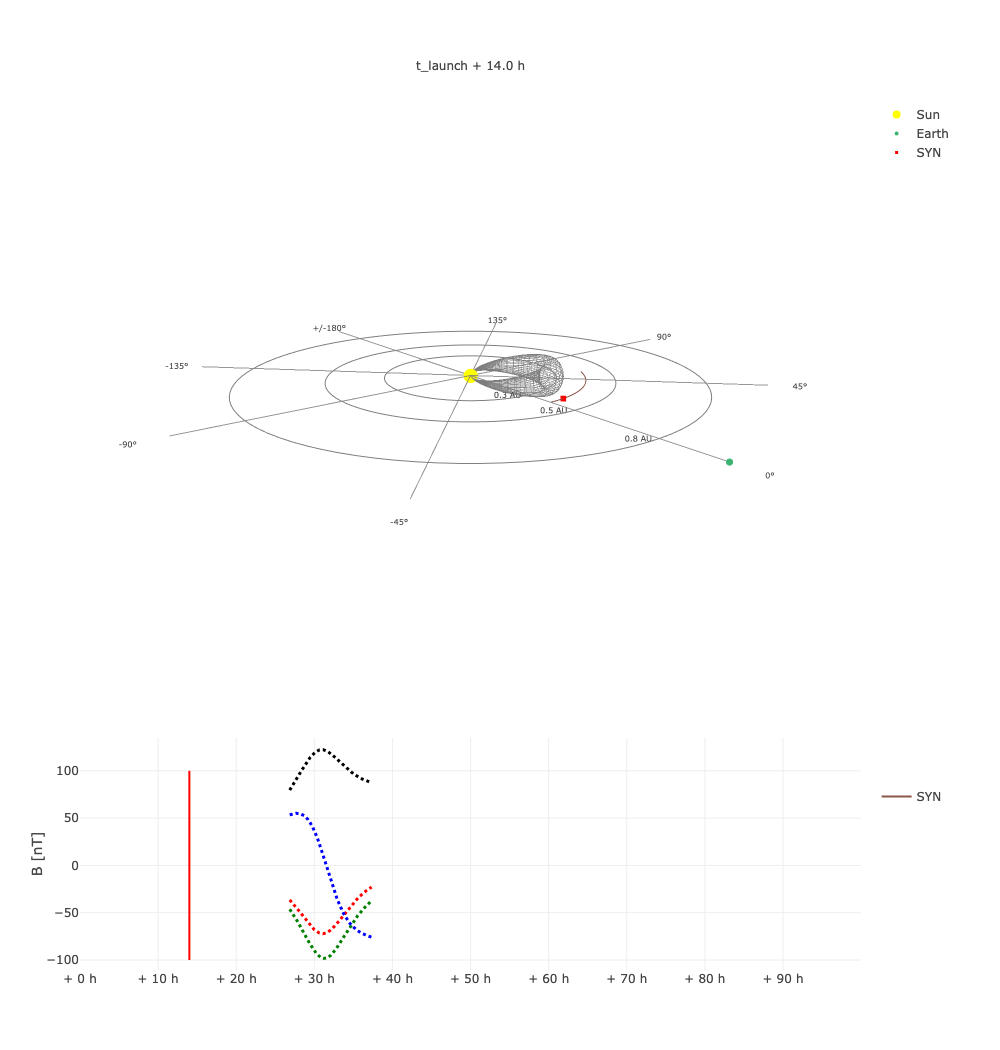 t_launch + 14.0 h
Sun
Earth
SYN
135°
+/-180°
90°
-135°
45°
0.3 AU
0.5 AU
0.8 AU
-90°
0°
-45°
100
50
0
−50
−100
B [nT]
SYN
+ 0 h
+ 10 h
+ 20 h
+ 30 h
+ 40 h
+ 50 h
+ 60 h
+ 70 h
+ 80 h
+ 90 h